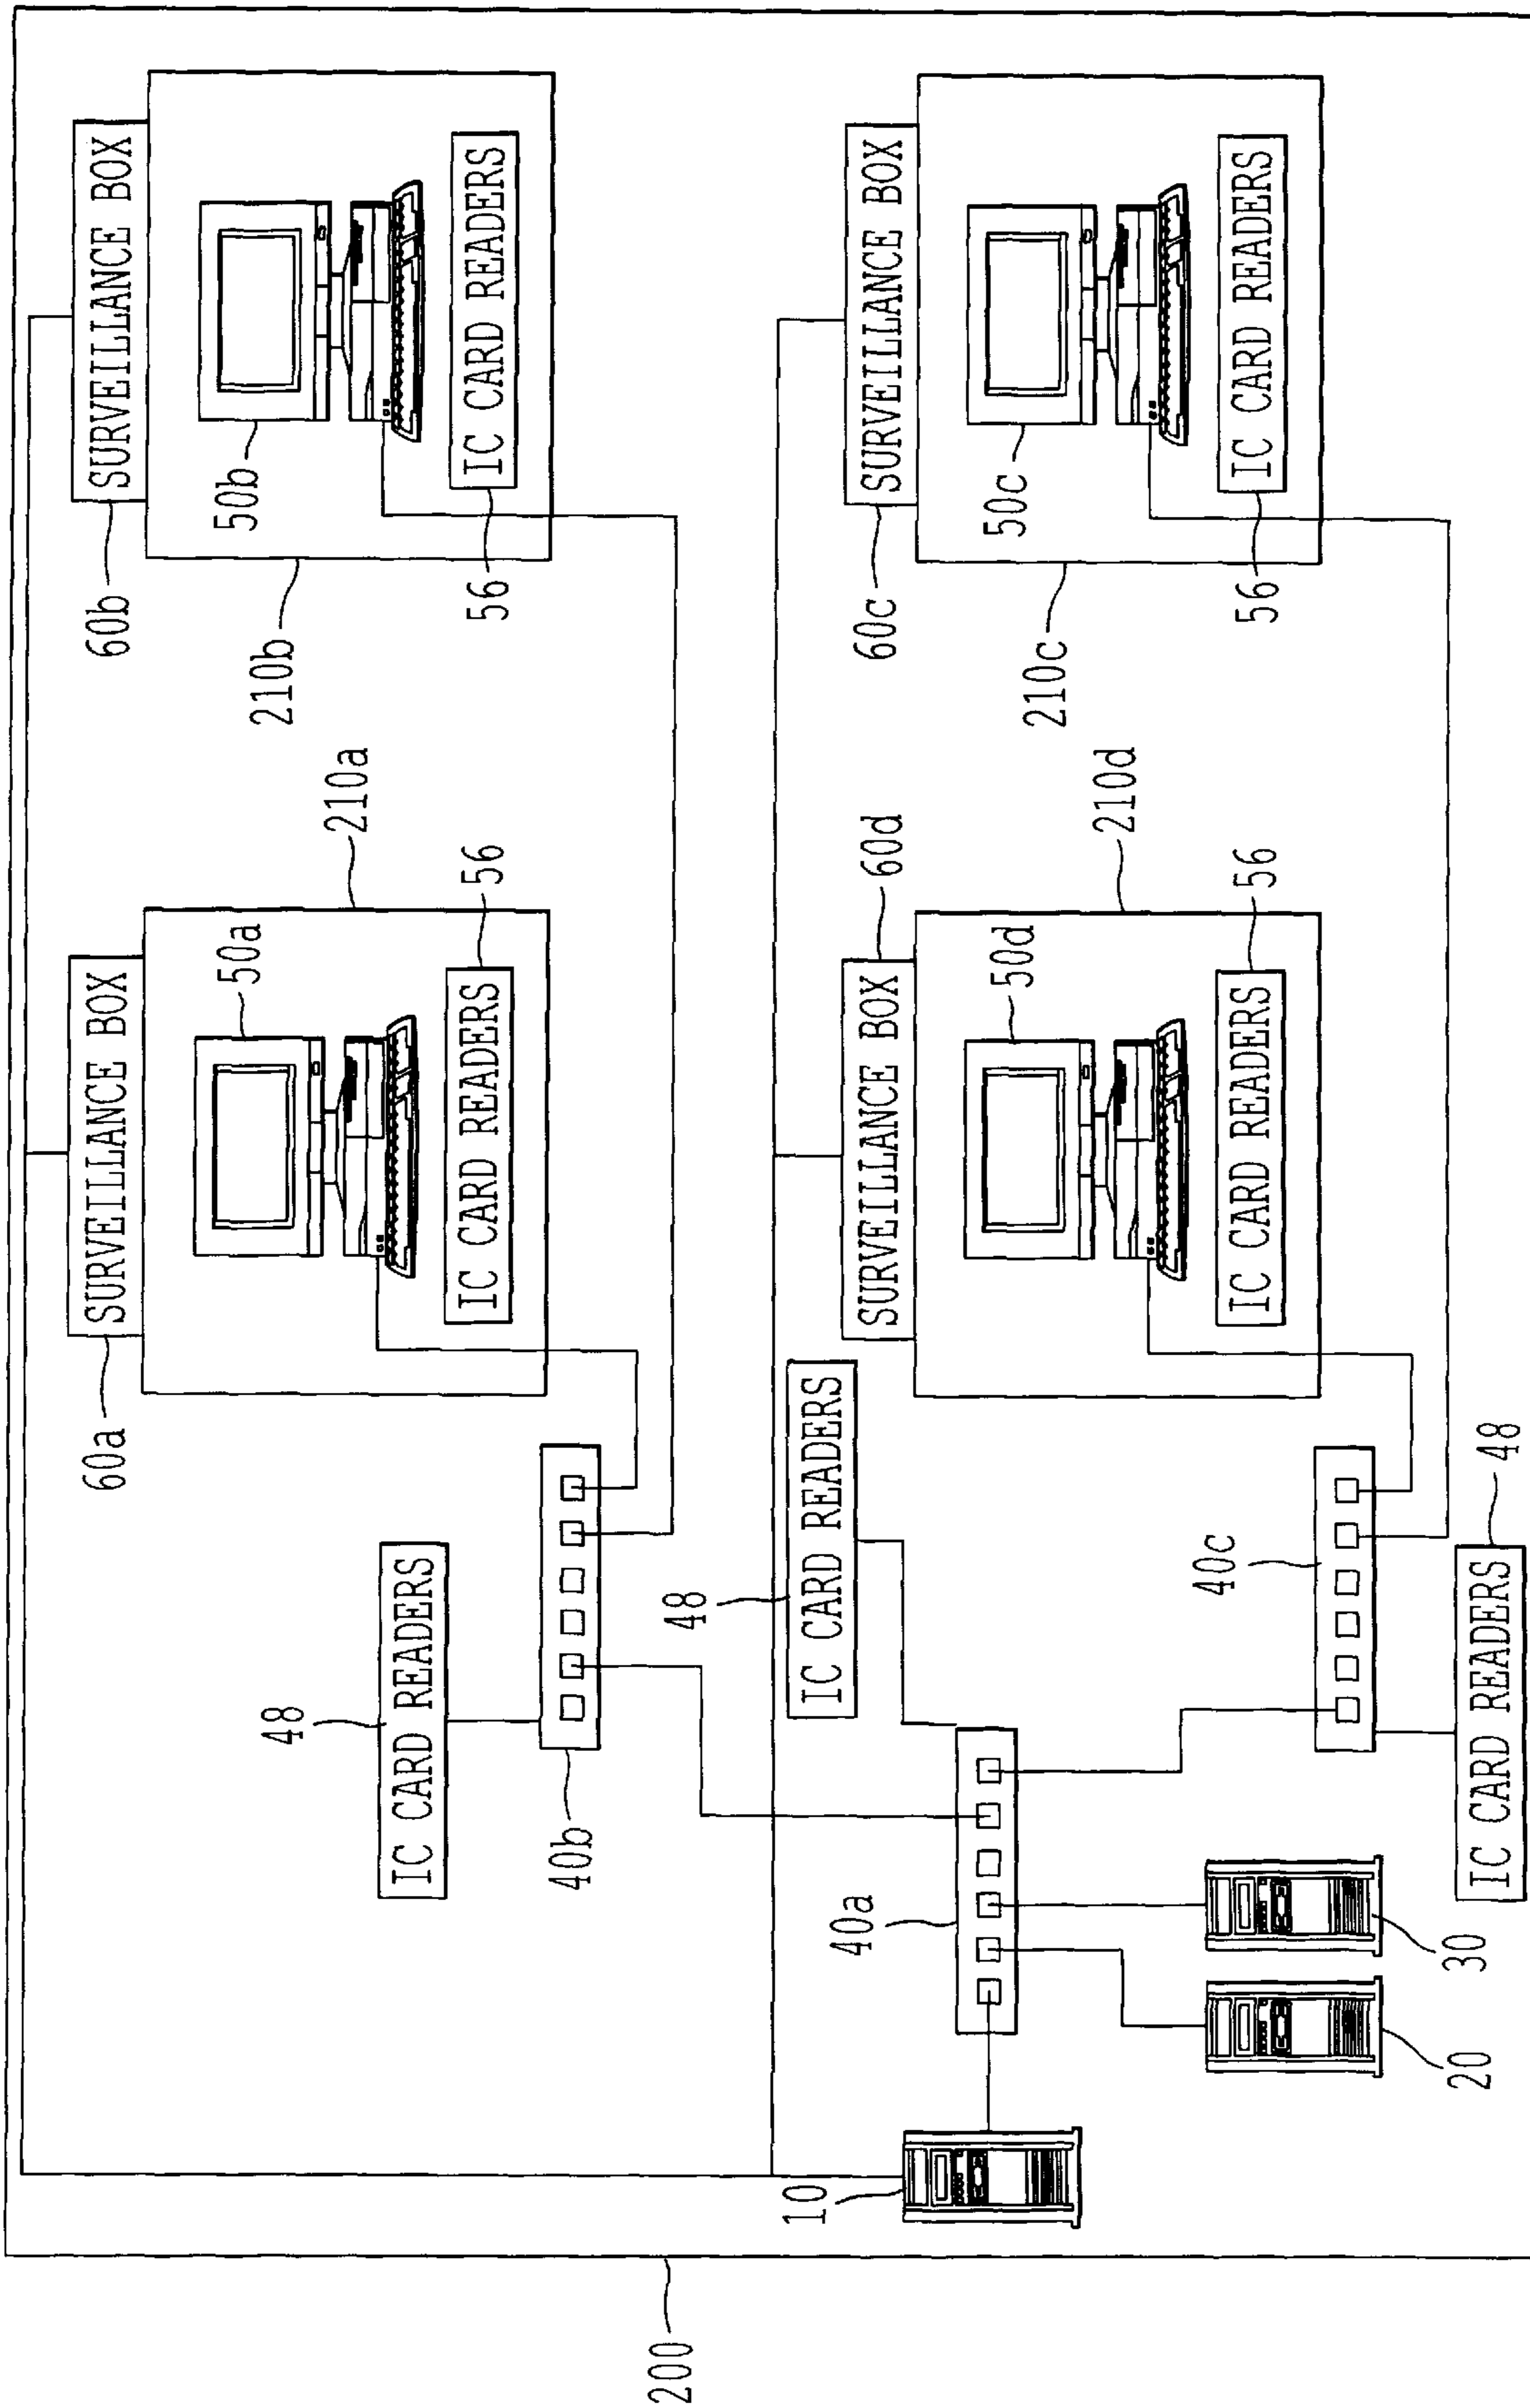 SURVEILLANCE BOX
60a
50a
IC CARD READERS
56
210a
SURVEILLANCE BOX
60b
50b
IC CARD READERS
56
210b
IC CARD READERS
48
40b
IC CARD READERS
48
SURVEILLANCE BOX
60d
50d
IC CARD READERS
56
210d
SURVEILLANCE BOX
60c
50c
IC CARD READERS
56
210c
10
40a
40c
20
30
IC CARD READERS
48
200